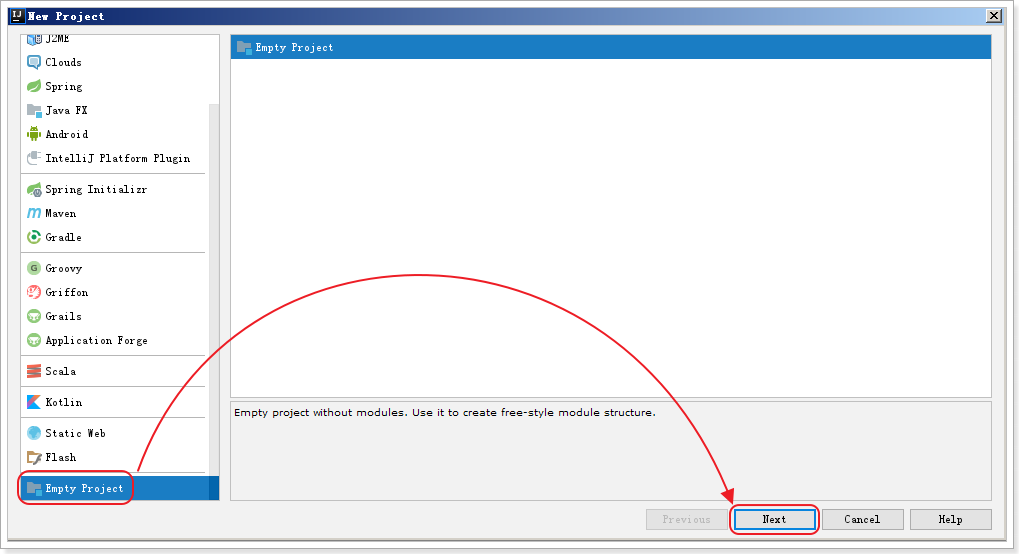 New Project
J2ME
Clouds
Spring
Java FX
Android
IntelliJ Platform Plugin
Spring Initializr
Maven
Gradle
Groovy
Griffon
Grails
Application Forge
Scala
Kotlin
Static Web
Flash
Empty Project
Empty Project
Empty project without modules. Use it to create free-style module structure.
Previous
Next
Cancel
Help